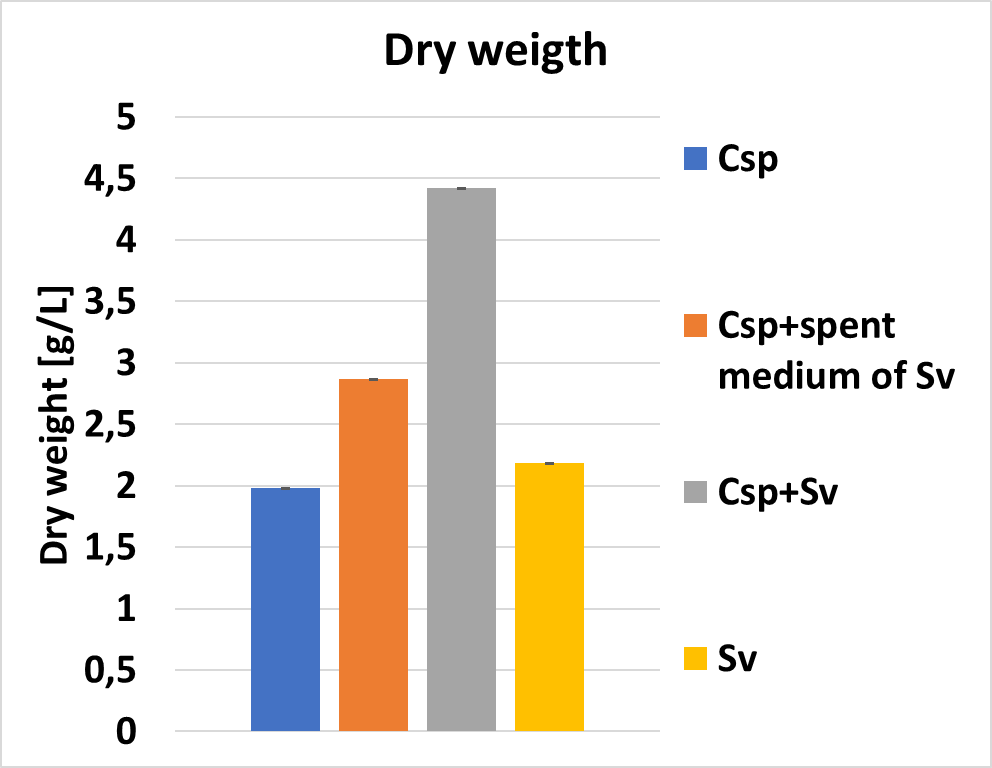 Dry weigth
Dry weight [g/L]
5
4,5
4
3,5
3
2,5
2
1,5
1
0,5
0
Csp
Csp+spent
medium of Sv
Csp+Sv
Sv